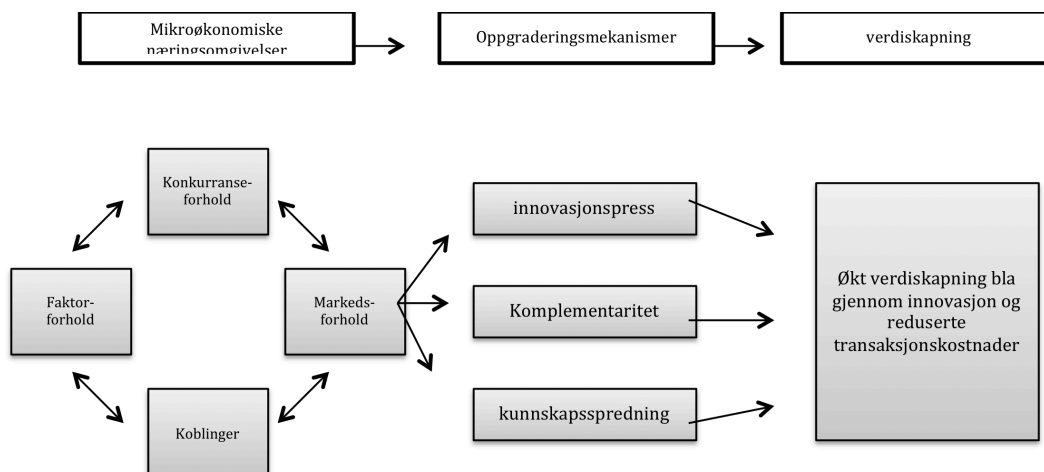 Mikroøkonomiske
næringsomgivelser
Oppgraderingsmekanismer
verdiskapning
Konkurranse-
forhold
Faktor-
forhold
Markeds-
forhold
Koblinger
innovasjonspress
Komplementaritet
kunnskapsspredning
Økt verdiskapning bla
gjennom innovasjon og
reduserte
transaksjonskostnader